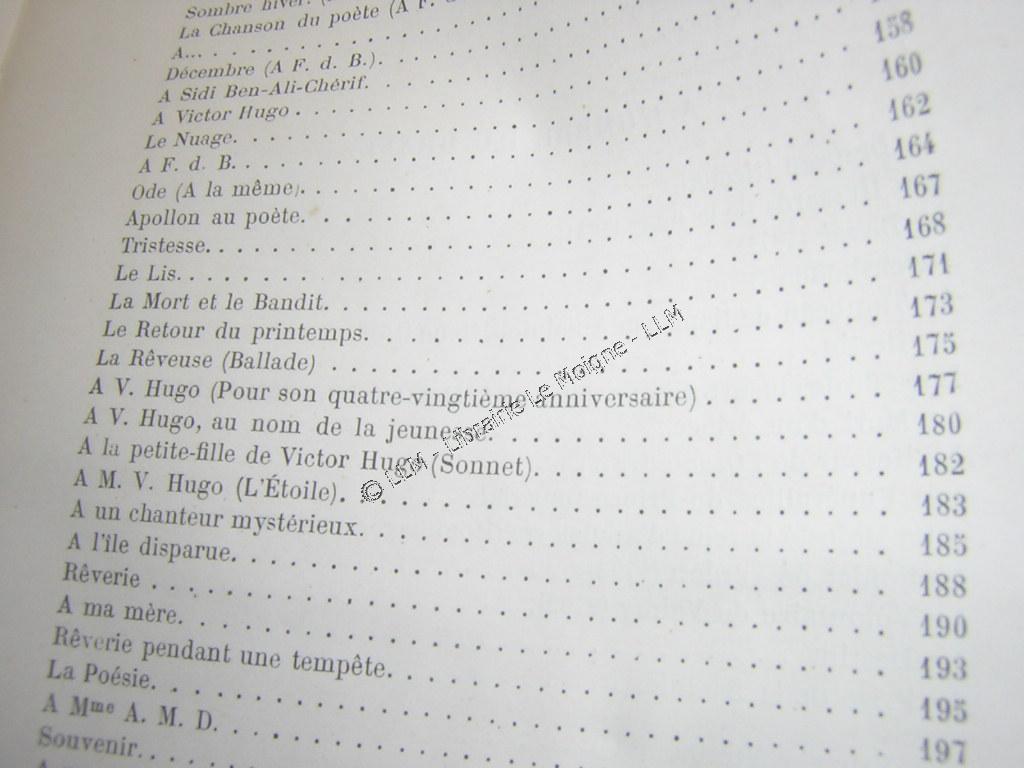 Sombre hiver. (
La Chanson du poète (A F.
A...
Décembre (A F. d. B.)
A Sidi Ben-Ali-Chérif.
A Victor Hugo
Le Nuage. 158
A F. d. B. 160
Ode (A la même). 162
Apollon au poète. 164
Tristesse. 167
Le Lis. 168
La Mort et le Bandit. 171
Le Retour du printemps. 173
La Rêveuse (Ballade) 175
A V. Hugo (Pour son quatre-vingtième anniversaire) 177
A V. Hugo, au nom de la jeunesse. 180
A la petite-fille de Victor Hugo (Sonnet). 182
A M. V. Hugo (L'Étoile). 183
A un chanteur mystérieux. 185
A l'île disparue. 188
Rêverie 190
A ma mère. 193
Rêverie pendant une tempête. 195
La Poésie. 197
A Mme A. M. D.
Souvenir.
© LLM - Librairie Le Moigne - LLM